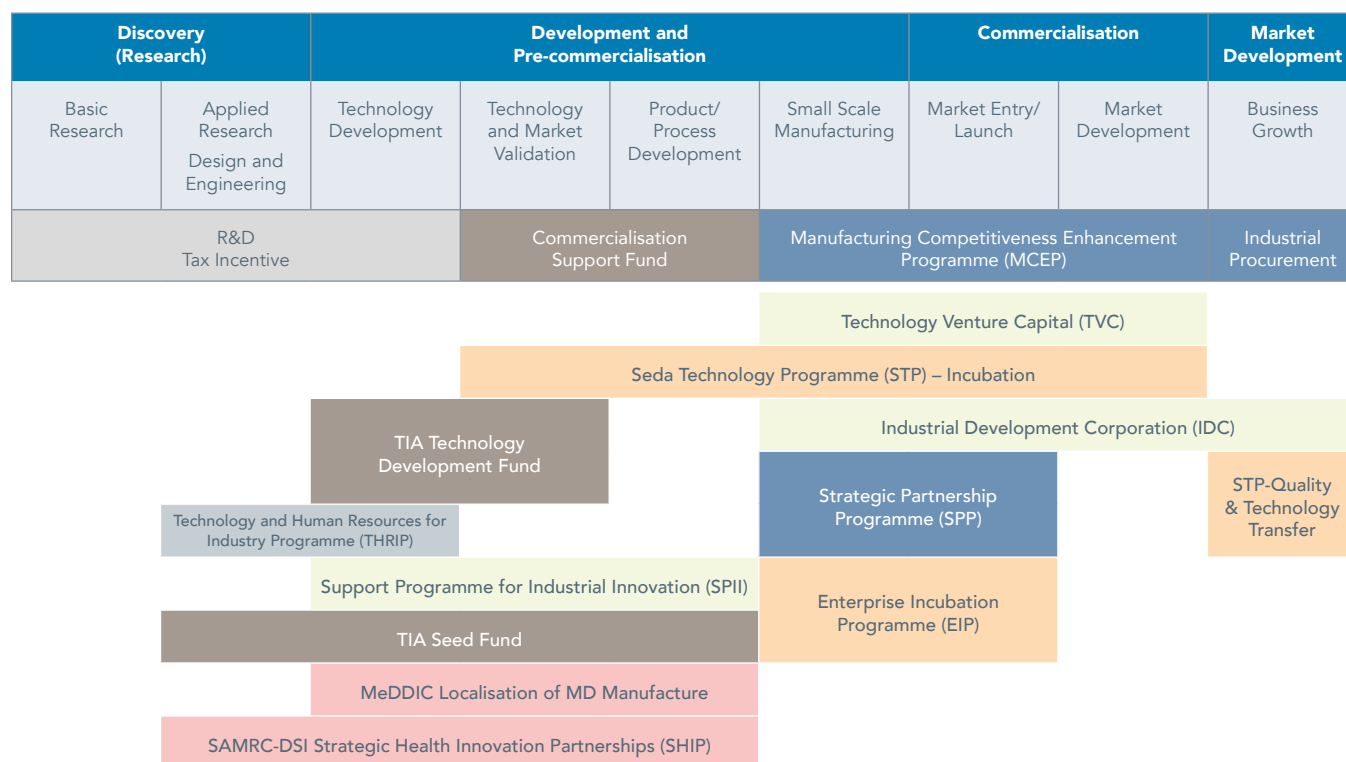 Discovery
(Research)
Development and
Pre-commercialisation
Commercialisation
Market
Development
Basic
Research
Applied
Research
Design and
Engineering
Technology
Development
Technology
and Market
Validation
Product/
Process
Development
Small Scale
Manufacturing
Market Entry/
Launch
Market
Development
Business
Growth
R&D
Tax Incentive
Commercialisation
Support Fund
Manufacturing Competitiveness Enhancement
Programme (MCEP)
Industrial
Procurement
Technology Venture Capital (TVC)
Seda Technology Programme (STP) – Incubation
Industrial Development Corporation (IDC)
TIA Technology
Development Fund
Strategic Partnership
Programme (SPP)
STP-Quality
& Technology
Transfer
Technology and Human Resources for
Industry Programme (THRIP)
Support Programme for Industrial Innovation (SPII)
Enterprise Incubation
Programme (EIP)
TIA Seed Fund
MeDDIC Localisation of MD Manufacture
SAMRC-DSI Strategic Health Innovation Partnerships (SHIP)